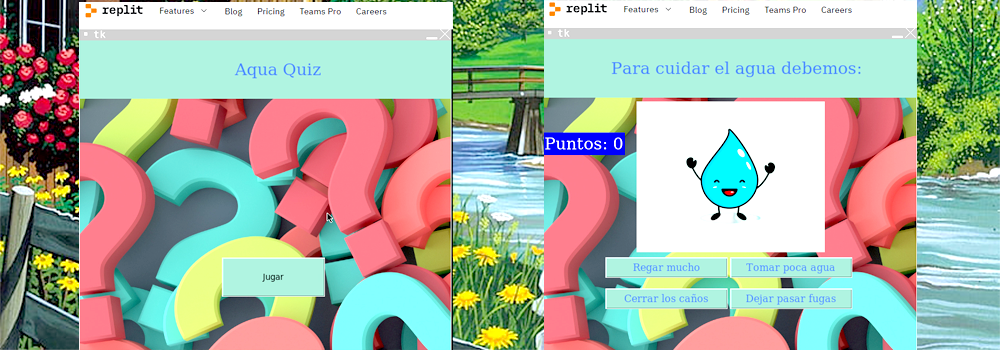 replit Features Blog Pricing Teams Pro Careers
tk
Aqua Quiz
Jugar
replit Features Blog Pricing Teams Pro Careers
tk
Para cuidar el agua debemos:
Puntos: 0
Regar mucho Tomar poca agua
Cerrar los caños Dejar pasar fugas